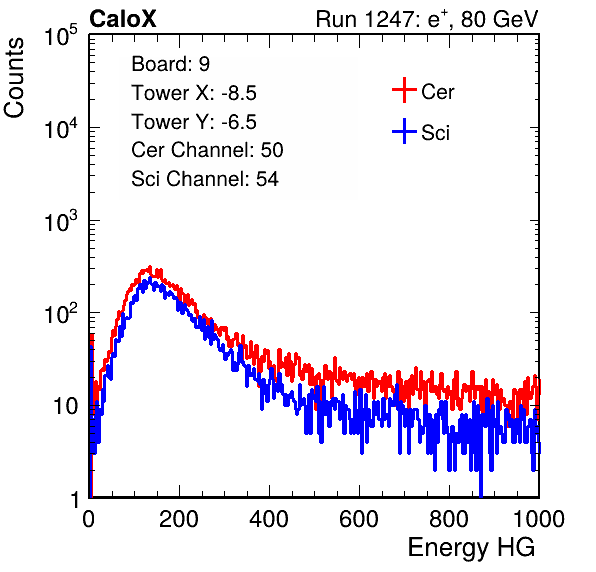 CaloX Run 1247: e⁺, 80 GeV
Counts
10⁵
10⁴
10³
10²
10
1
Board: 9
Tower X: -8.5
Tower Y: -6.5
Cer Channel: 50
Sci Channel: 54
Cer
Sci
0 200 400 600 800 1000
Energy HG